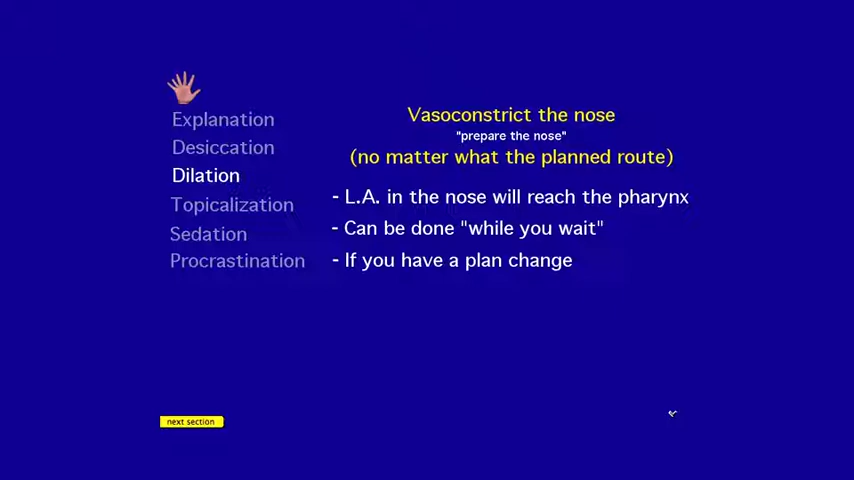 Explanation
Desiccation
Dilation
Topicalization
Sedation
Procrastination
Vasoconstrict the nose
"prepare the nose"
(no matter what the planned route)
- L.A. in the nose will reach the pharynx
- Can be done "while you wait"
- If you have a plan change
next section